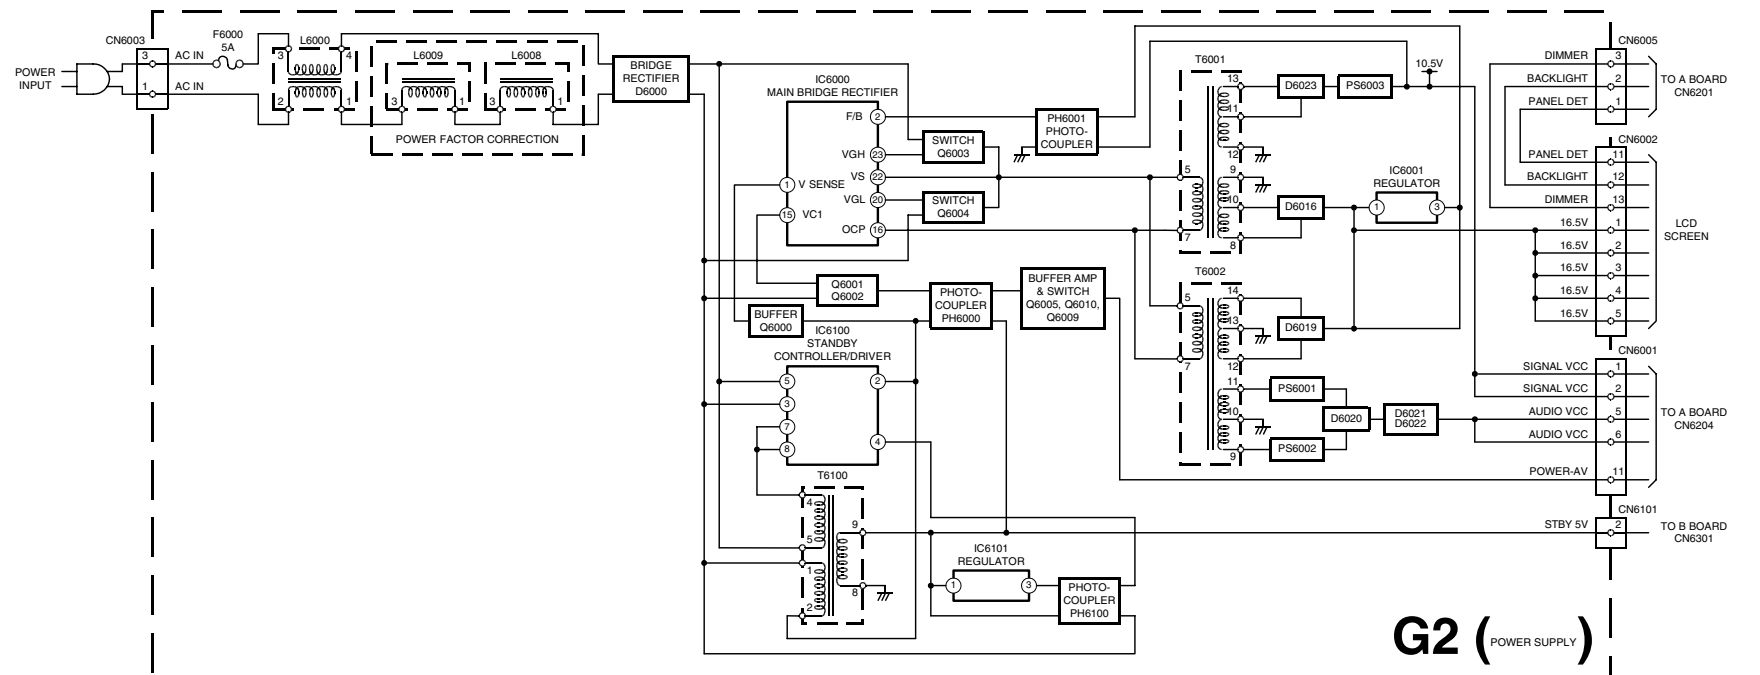 POWER
INPUT
CN6003
3
1
AC IN
AC IN
F6000
5A
L6000
3
4
2
1
L6009
3
1
L6008
3
1
POWER FACTOR CORRECTION
BRIDGE
RECTIFIER
D6000
IC6000
MAIN BRIDGE RECTIFIER
F/B
2
VGH
23
VS
22
VGL
20
OCP
16
1
V SENSE
15
VC1
SWITCH
Q6003
SWITCH
Q6004
PH6001
PHOTO-
COUPLER
Q6001
Q6002
BUFFER
Q6000
PHOTO-
COUPLER
PH6000
BUFFER AMP
& SWITCH
Q6005, Q6010,
Q6009
IC6100
STANDBY
CONTROLLER/DRIVER
5
3
7
8
2
4
T6100
4
5
1
2
9
8
IC6101
REGULATOR
1
3
PHOTO-
COUPLER
PH6100
T6001
5
7
13
11
12
9
10
8
D6023
PS6003
10.5V
D6016
IC6001
REGULATOR
1
3
T6002
5
7
14
13
12
11
10
9
D6019
PS6001
PS6002
D6020
D6021
D6022
CN6005
DIMMER
3
BACKLIGHT
2
PANEL DET
1
TO A BOARD
CN6201
CN6002
PANEL DET
11
BACKLIGHT
12
DIMMER
13
16.5V
1
16.5V
2
16.5V
3
16.5V
4
16.5V
5
LCD
SCREEN
CN6001
SIGNAL VCC
1
SIGNAL VCC
2
AUDIO VCC
5
AUDIO VCC
6
POWER-AV
11
TO A BOARD
CN6204
CN6101
STBY 5V
2
TO B BOARD
CN6301
G2 (POWER SUPPLY)